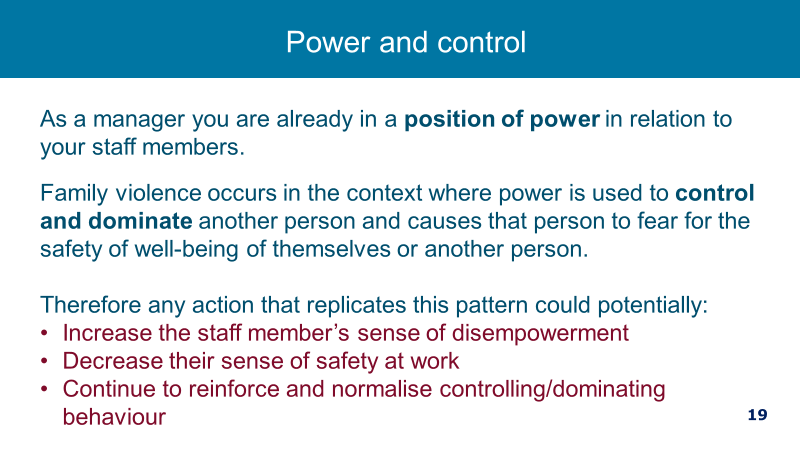 Power and control
As a manager you are already in a position of power in relation to
your staff members.
Family violence occurs in the context where power is used to control
and dominate another person and causes that person to fear for the
safety of well-being of themselves or another person.
Therefore any action that replicates this pattern could potentially:
• Increase the staff member’s sense of disempowerment
• Decrease their sense of safety at work
• Continue to reinforce and normalise controlling/dominating
behaviour
19